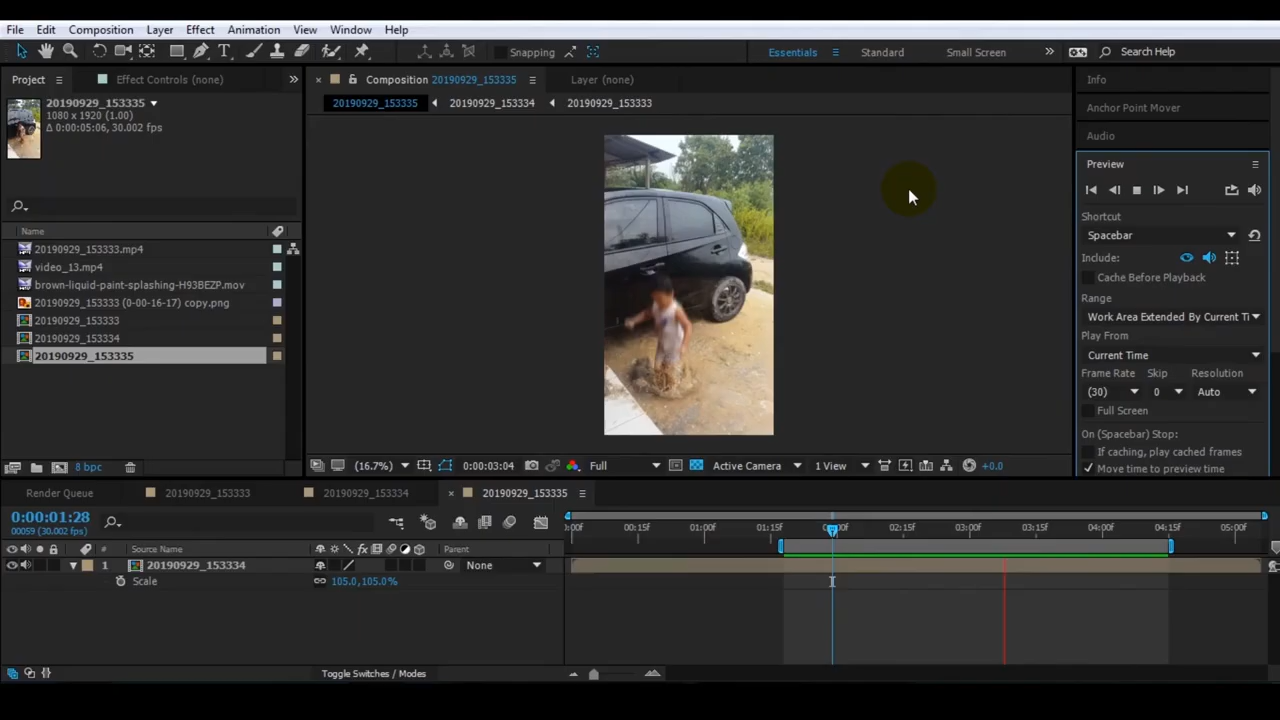 File Edit Composition Layer Effect Animation View Window Help
Snapping Essentials Standard Small Screen » Search Help
Project Effect Controls (none) »
20190929_153335
1080 x 1920 (1.00)
Δ 0:00:05:06, 30.002 fps
Name
20190929_153333.mp4
video_13.mp4
brown-liquid-paint-splashing-H93BEZP.mov
20190929_153333 (0-00-16-17) copy.png
20190929_153333
20190929_153334
20190929_153335
8 bpc
Composition 20190929_153335 Layer (none)
20190929_153335 20190929_153334 20190929_153333
(16.7%) 0:00:03:04 Full Active Camera 1 View +0.0
Info
Anchor Point Mover
Audio
Preview
Shortcut
Spacebar
Include:
Cache Before Playback
Range
Work Area Extended By Current Ti
Play From
Current Time
Frame Rate Skip Resolution
(30) 0 Auto
Full Screen
On (Spacebar) Stop:
If caching, play cached frames
Move time to preview time
Render Queue 20190929_153333 20190929_153334 20190929_153335
0:00:01:28
00059 (30.002 fps)
:00f 00:15f 01:00f 01:15f 02:15f 03:00f 03:15f 04:00f 04:15f 05:00f
# Source Name Parent
1 20190929_153334 None
Scale 105.0,105.0%
Toggle Switches / Modes